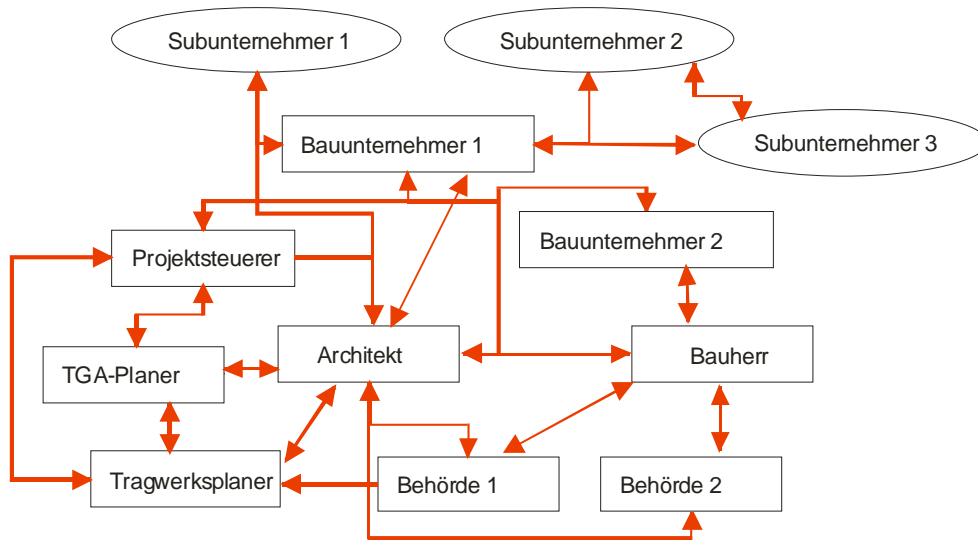 Subunternehmer 1
Subunternehmer 2
Bauunternehmer 1
Subunternehmer 3
Bauunternehmer 2
Projektsteuerer
Architekt
Bauherr
TGA-Planer
Tragwerksplaner
Behörde 1
Behörde 2